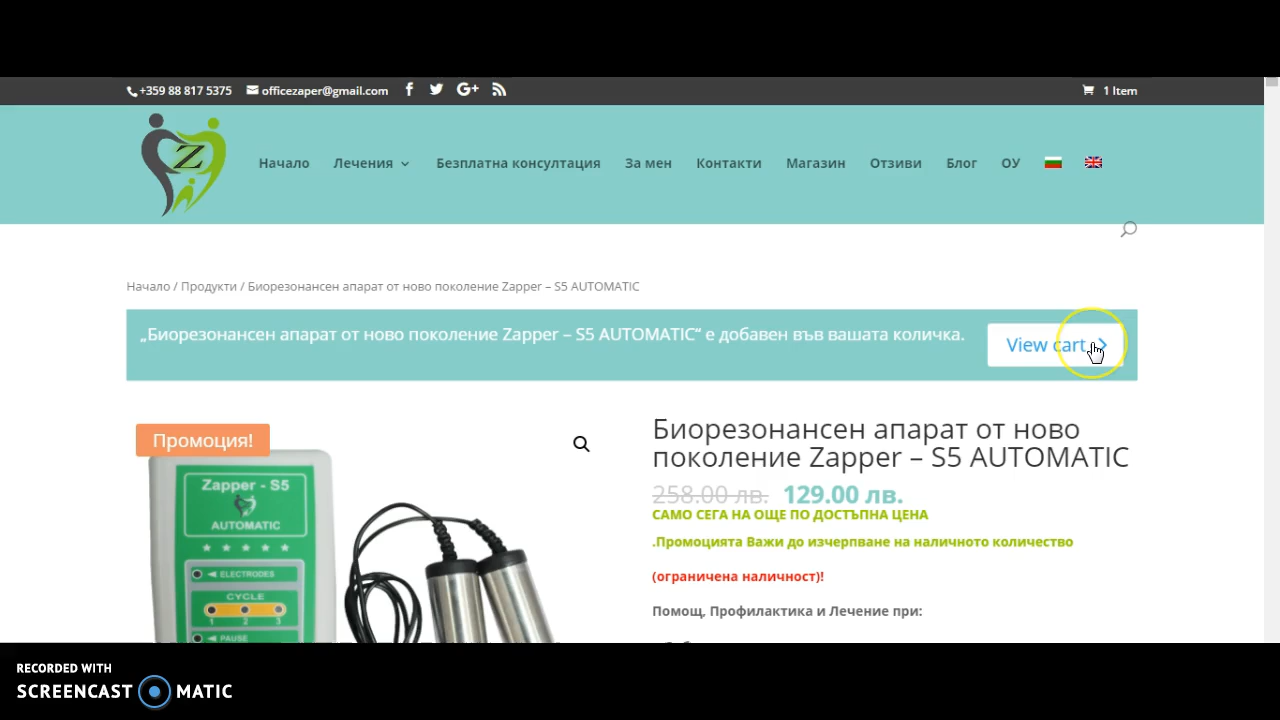 +359 88 817 5375 officezaper@gmail.com 1 Item
Z
Начало Лечения Безплатна консултация За мен Контакти Магазин Отзиви Блог ОУ
Начало / Продукти / Биорезонансен апарат от ново поколение Zapper – S5 AUTOMATIC
„Биорезонансен апарат от ново поколение Zapper – S5 AUTOMATIC“ е добавен във вашата количка.
View cart
Промоция!
Zapper - S5
AUTOMATIC
ELECTRODES
CYCLE
1 2 3
PAUSE
Биорезонансен апарат от ново
поколение Zapper – S5 AUTOMATIC
258.00 лв. 129.00 лв.
САМО СЕГА НА ОЩЕ ПО ДОСТЪПНА ЦЕНА
.Промоцията Важи до изчерпване на наличното количество
(ограничена наличност)!
Помощ, Профилактика и Лечение при:
RECORDED WITH
SCREENCAST MATIC